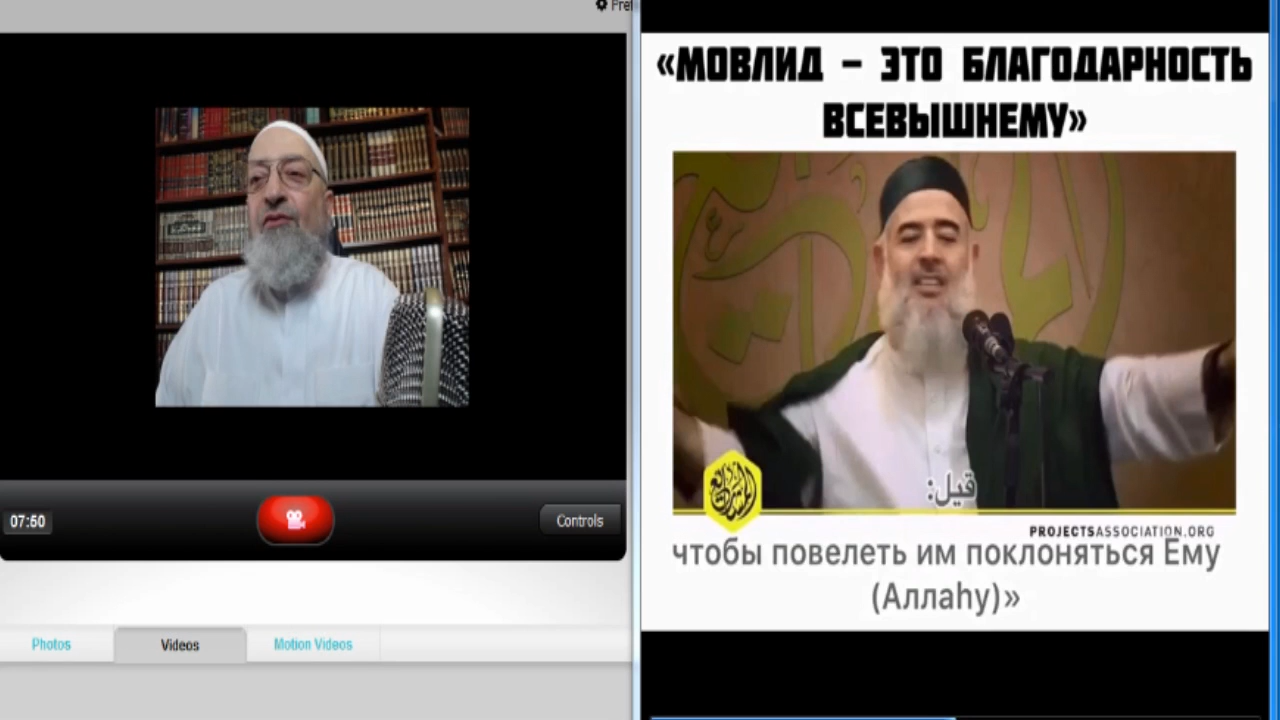 Pref
07:50
Controls
Photos
Videos
Motion Videos
«МОВЛИД – ЭТО БЛАГОДАРНОСТЬ
ВСЕВЫШНЕМУ»
قيل:
PROJECTSASSOCIATION.ORG
чтобы повелеть им поклоняться Ему
(Аллаhу)»